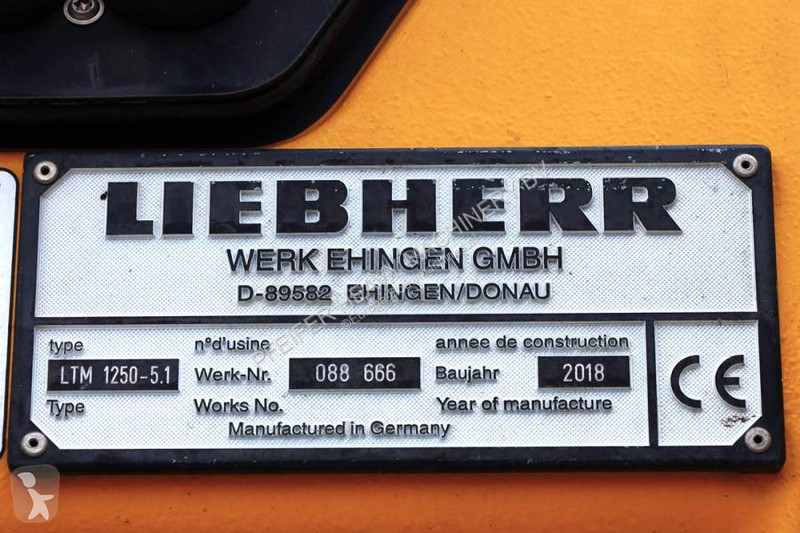 LIEBHERR
WERK EHINGEN GMBH
D-89582 EHINGEN/DONAU
type n°d'usine annee de construction
LTM 1250-5.1 Werk-Nr. 088 666 Baujahr 2018
Type Works No. Year of manufacture
Manufactured in Germany
CE